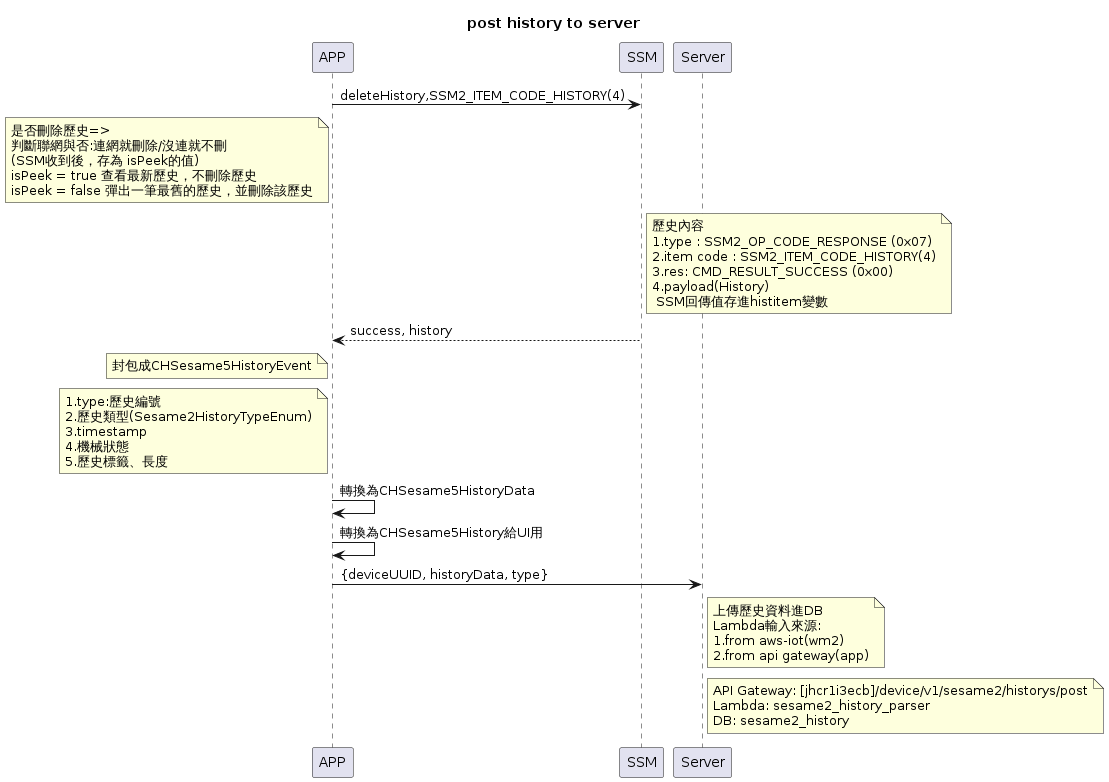 post history to server
APP
SSM
Server
deleteHistory,SSM2_ITEM_CODE_HISTORY(4)
是否刪除歷史=>
判斷聯網與否:連網就刪除/沒連就不刪
(SSM收到後，存為 isPeek的值)
isPeek = true 查看最新歷史，不刪除歷史
isPeek = false 彈出一筆最舊的歷史，並刪除該歷史
歷史內容
1.type : SSM2_OP_CODE_RESPONSE (0x07)
2.item code : SSM2_ITEM_CODE_HISTORY(4)
3.res: CMD_RESULT_SUCCESS (0x00)
4.payload(History)
SSM回傳值存進histitem變數
success, history
封包成CHSesame5HistoryEvent
1.type:歷史編號
2.歷史類型(Sesame2HistoryTypeEnum)
3.timestamp
4.機械狀態
5.歷史標籤、長度
轉換為CHSesame5HistoryData
轉換為CHSesame5History給UI用
{deviceUUID, historyData, type}
上傳歷史資料進DB
Lambda輸入來源:
1.from aws-iot(wm2)
2.from api gateway(app)
API Gateway: [jhcr1i3ecb]/device/v1/sesame2/historys/post
Lambda: sesame2_history_parser
DB: sesame2_history
APP
SSM
Server